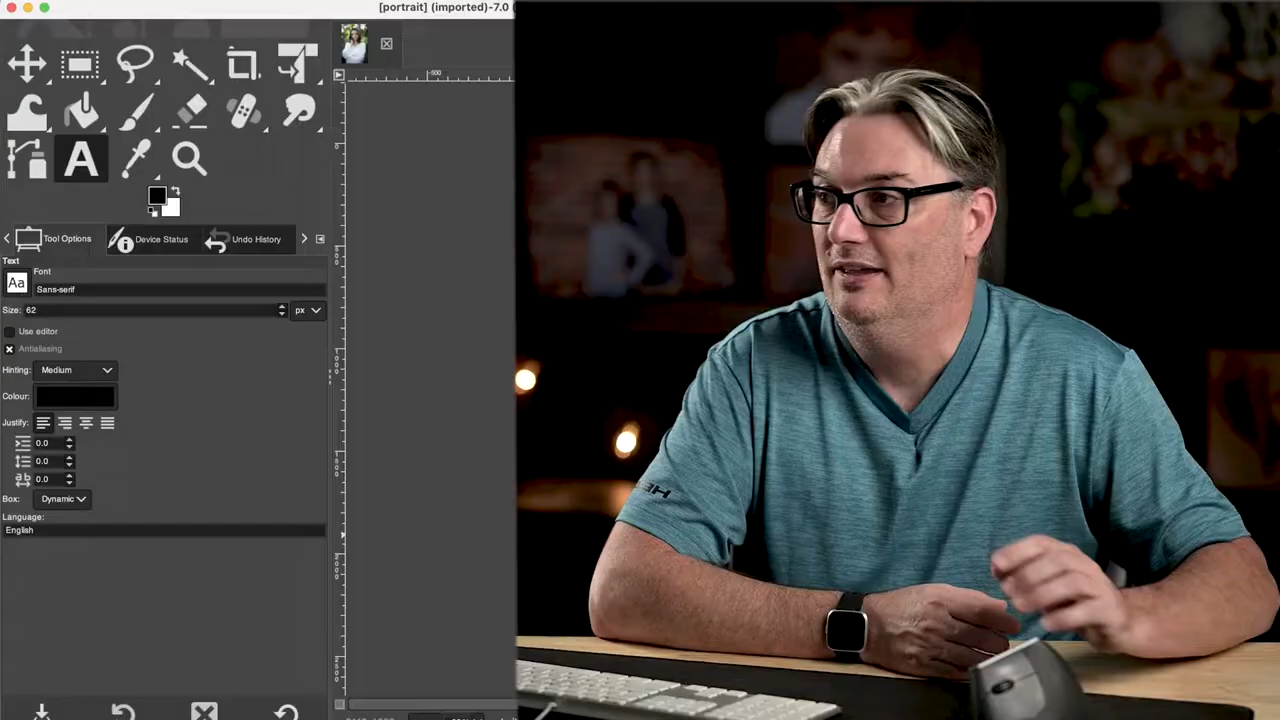 [portrait] (imported)-7.0 (
-500
Tool Options
Device Status
Undo History
Text
Font
Aa
Sans-serif
Size: 62
px
Use editor
Antialiasing
Hinting: Medium
Colour:
Justify:
0.0
0.0
0.0
Box: Dynamic
Language:
English